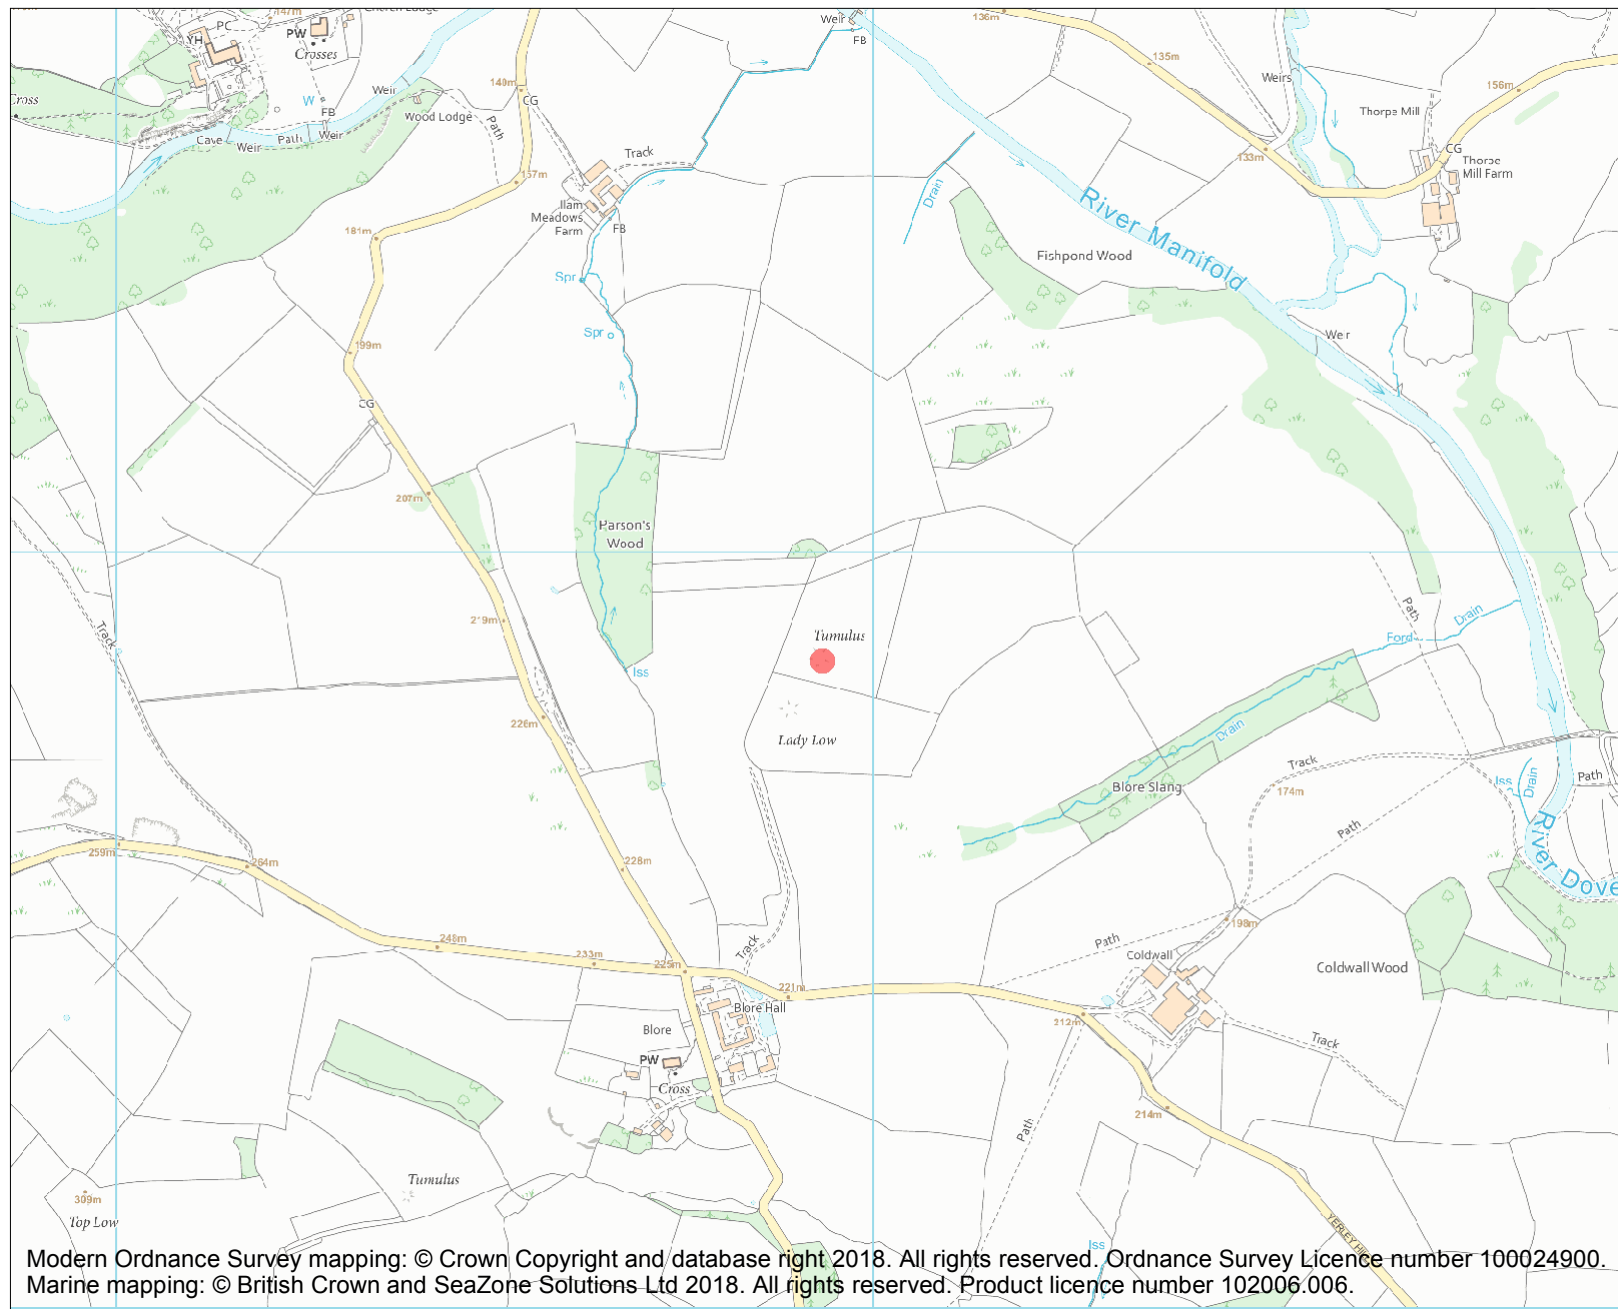 147m
PC
Church Lodge
YH
PW
Crosses
Cross
W
FB
Weir
Cave
Weir
Path
Weir
Wood Lodge
Path
149m
CG
157m
Weir
FB
136m
135m
Weirs
156m
Thorpe Mill
CG
Thorpe
Mill Farm
133m
Track
Ilam
Meadows
Farm
FB
Drain
River Manifold
Fishpond Wood
181m
Spr
Spr
199m
CG
Weir
207m
Parson's
Wood
Tumulus
219m
Track
Iss
Path
Drain
Ford
226m
Lady Low
Drain
Track
Blore Slang
174m
Iss
Drain
Path
Path
River Dove
259m
264m
228m
198m
Path
248m
233m
225m
Track
Coldwall
Coldwall Wood
221m
Blore Hall
212m
Blore
PW
Cross
Track
214m
Path
Tumulus
309m
Top Low
Iss
Modern Ordnance Survey mapping: © Crown Copyright and database right 2018. All rights reserved. Ordnance Survey Licence number 100024900.
Marine mapping: © British Crown and SeaZone Solutions Ltd 2018. All rights reserved. Product licence number 102006.006.